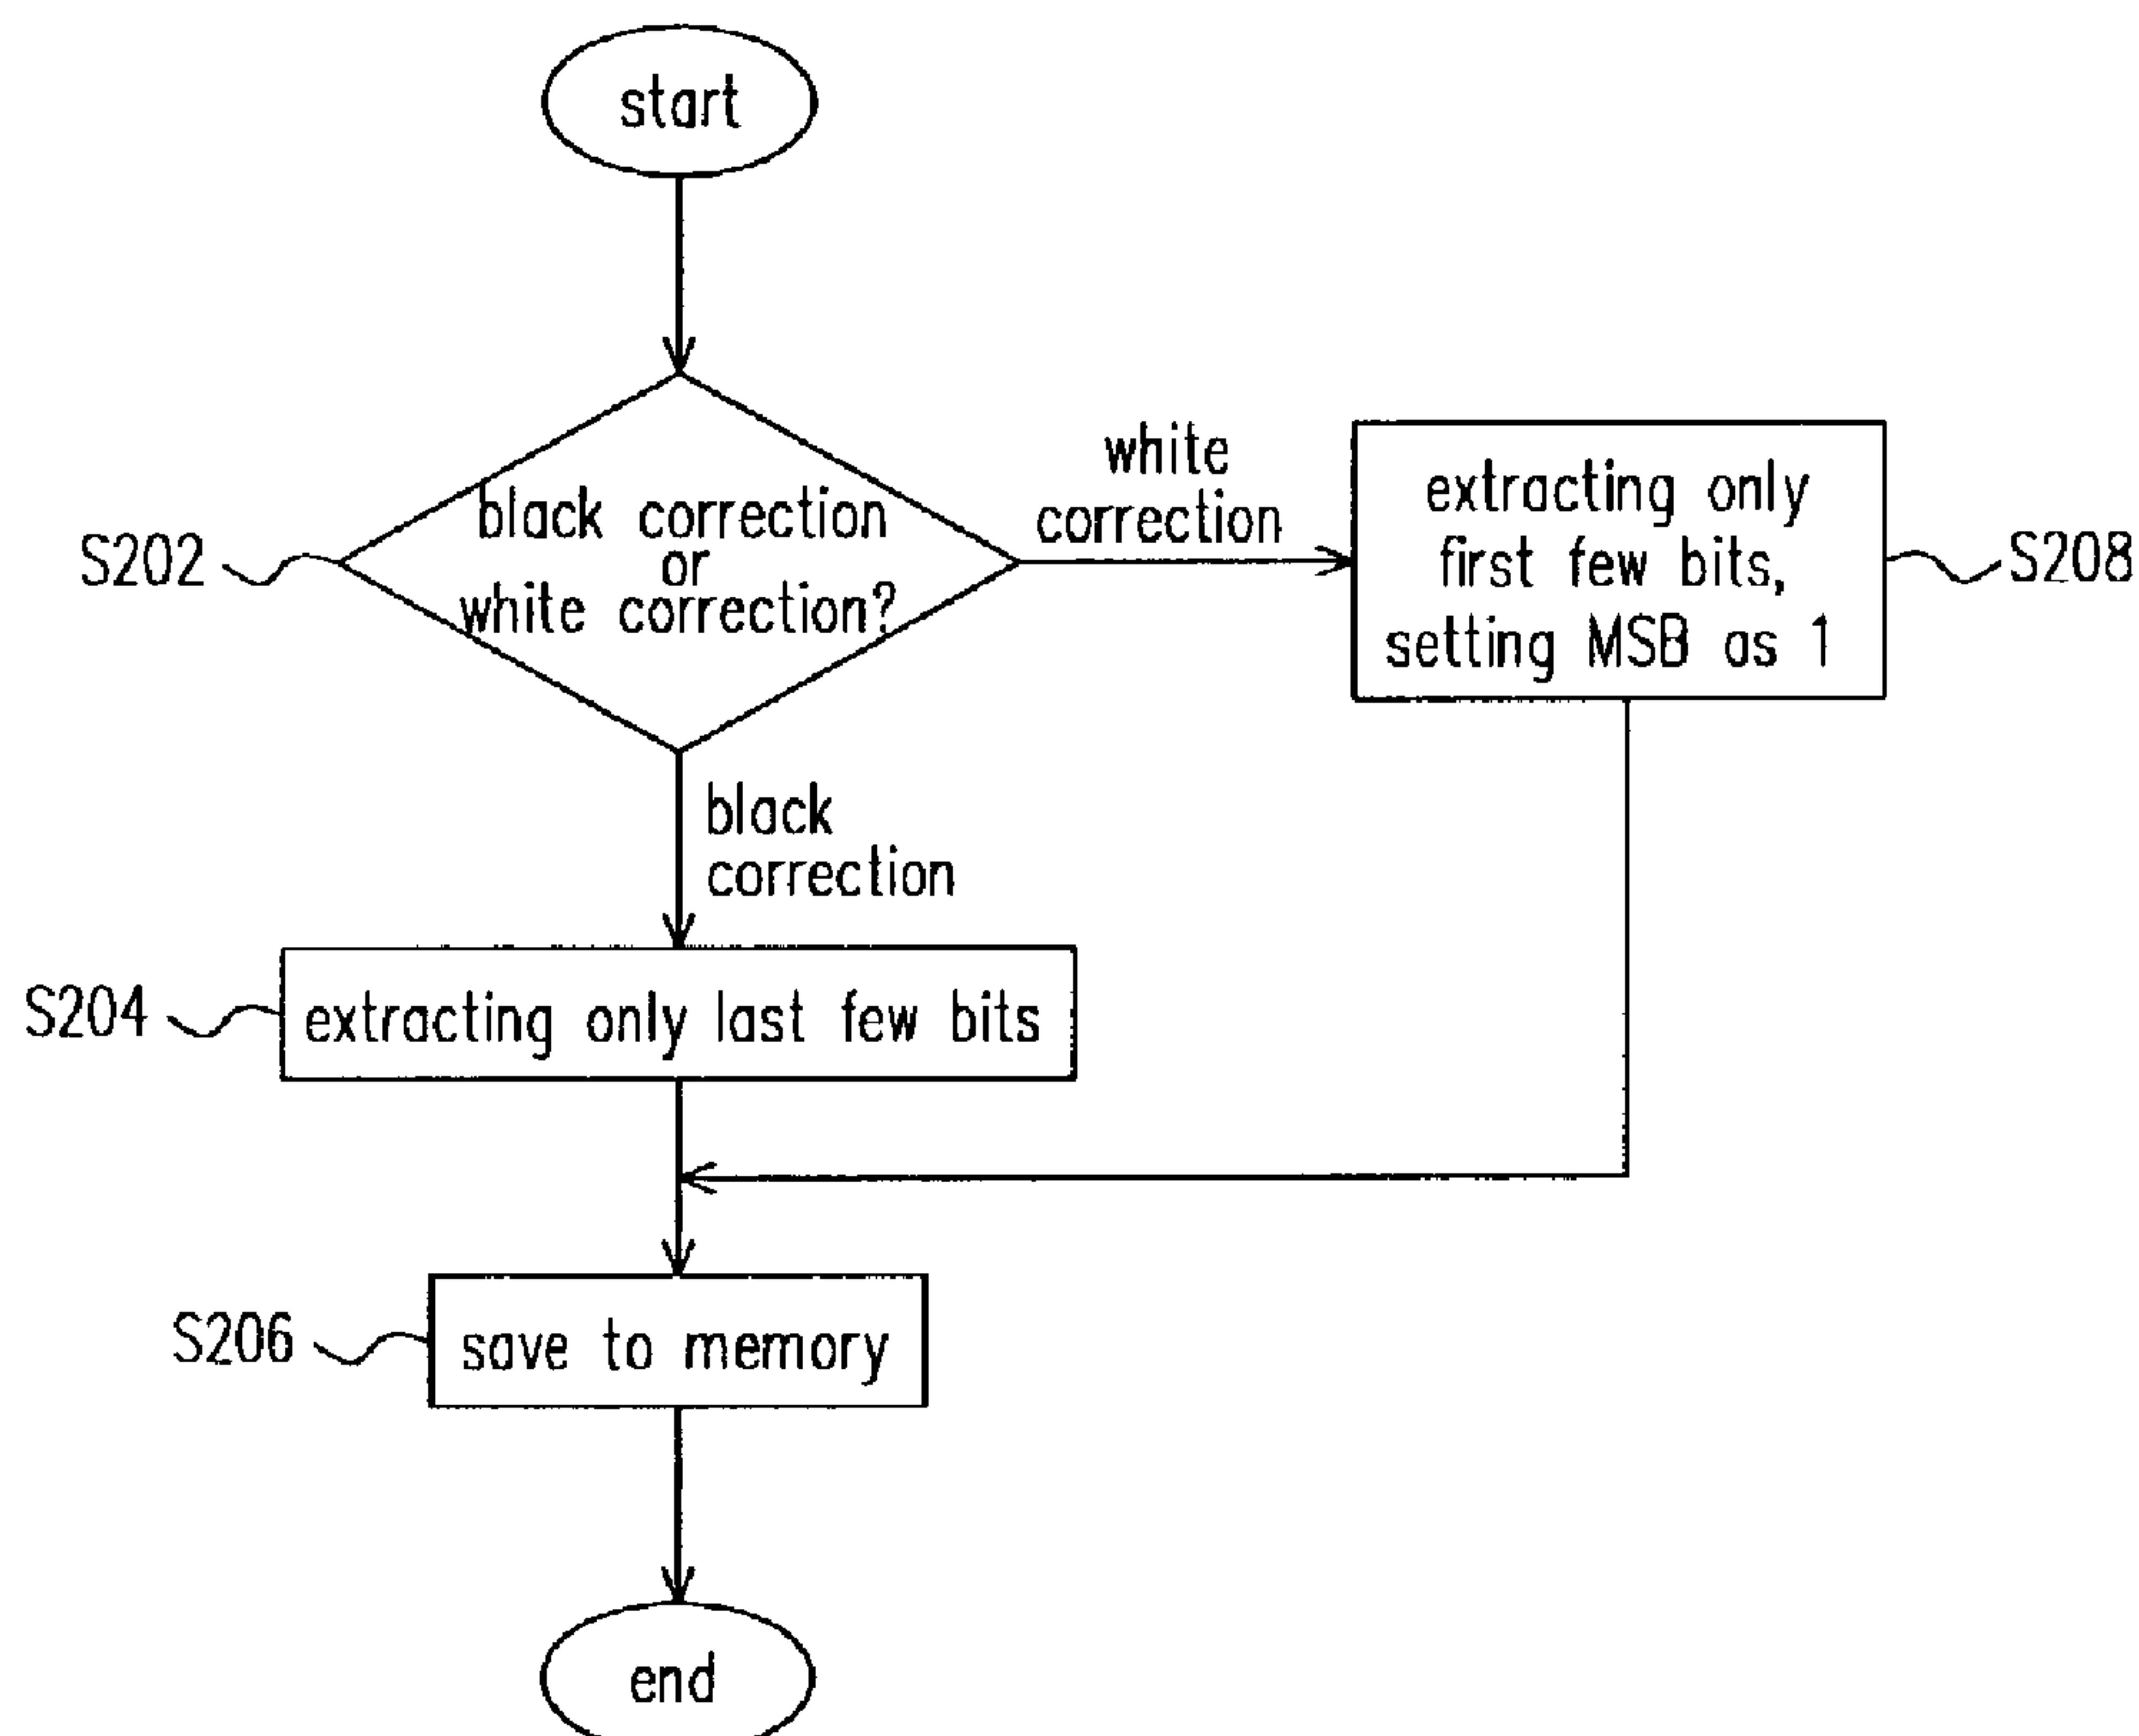 start
S202
black correction
or
white correction?
white
correction
extracting only
first few bits,
setting MSB as 1
S208
black
correction
S204
extracting only last few bits
S206
save to memory
end